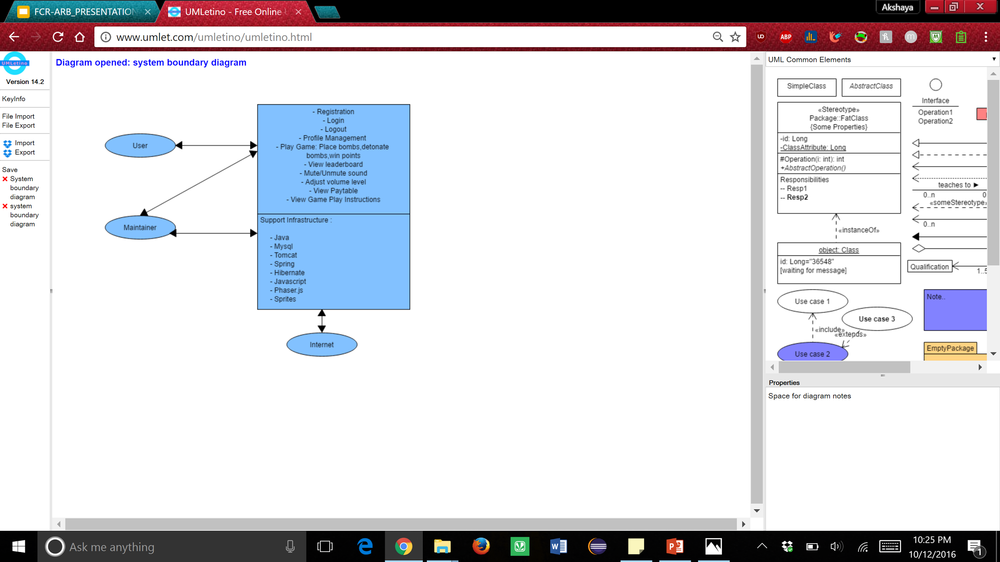 FCR-ARB_PRESENTATION
UMLetino - Free Online
Akshaya
www.umlet.com/umletino/umletino.html
UO
ABP
h
m
M
UMLetino
Version 14.2
KeyInfo
File Import
File Export
Import
Export
Save
System
boundary
diagram
system
boundary
diagram
Diagram opened: system boundary diagram
User
Maintainer
- Registration
- Login
- Logout
- Profile Management
- Play Game: Place bombs,detonate
bombs,win points
- View leaderboard
- Mute/Unmute sound
- Adjust volume level
- View Paytable
- View Game Play Instructions
Support Infrastructure :
- Java
- Mysql
- Tomcat
- Spring
- Hibernate
- Javascript
- Phaser.js
- Sprites
Internet
UML Common Elements
SimpleClass
AbstractClass
Interface
Operation1
Operation2
«Stereotype»
Package::FatClass
{Some Properties}
-id: Long
-ClassAttribute: Long
#Operation(i: int): int
+AbstractOperation()
Responsibilities
-- Resp1
-- Resp2
teaches to ►
0..n
0
«someStereotype»
0..n
«instanceOf»
object: Class
id: Long="36548"
[waiting for message]
Qualification
1..5
Use case 1
Use case 3
«include»
«extends»
Use case 2
Note..
EmptyPackage
Properties
Space for diagram notes
Ask me anything
10:25 PM
10/12/2016
1